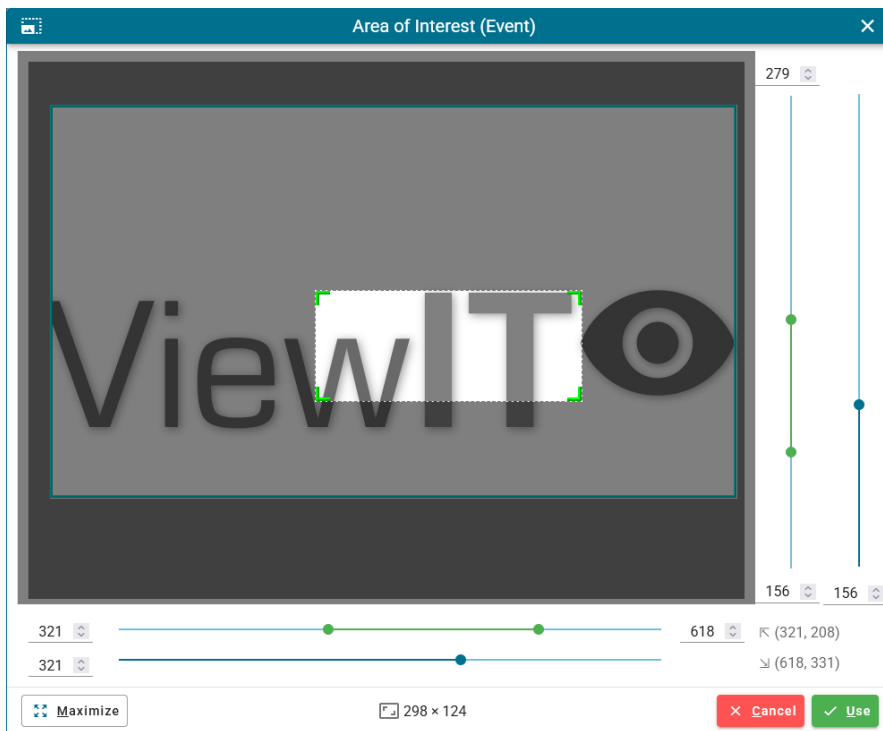 Area of Interest (Event)
279
ViewIT
156
156
321
618
(321, 208)
321
(618, 331)
Maximize
298 × 124
Cancel
Use